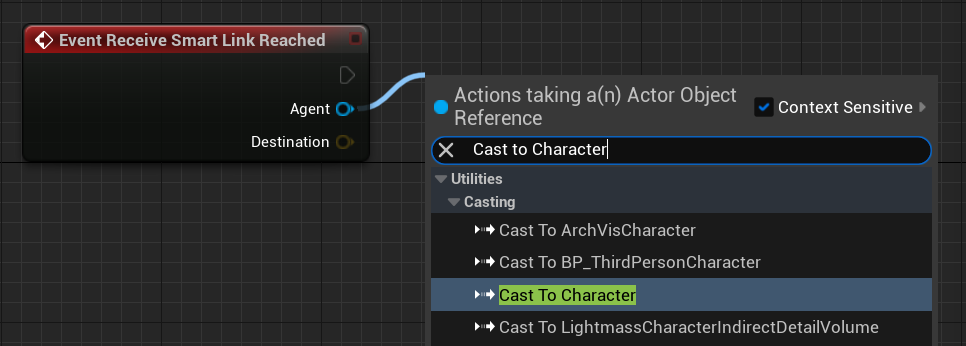 Event Receive Smart Link Reached
Agent
Destination
Actions taking a(n) Actor Object
Reference
Context Sensitive
Cast to Character
Utilities
Casting
Cast To ArchVisCharacter
Cast To BP_ThirdPersonCharacter
Cast To Character
Cast To LightmassCharacterIndirectDetailVolume